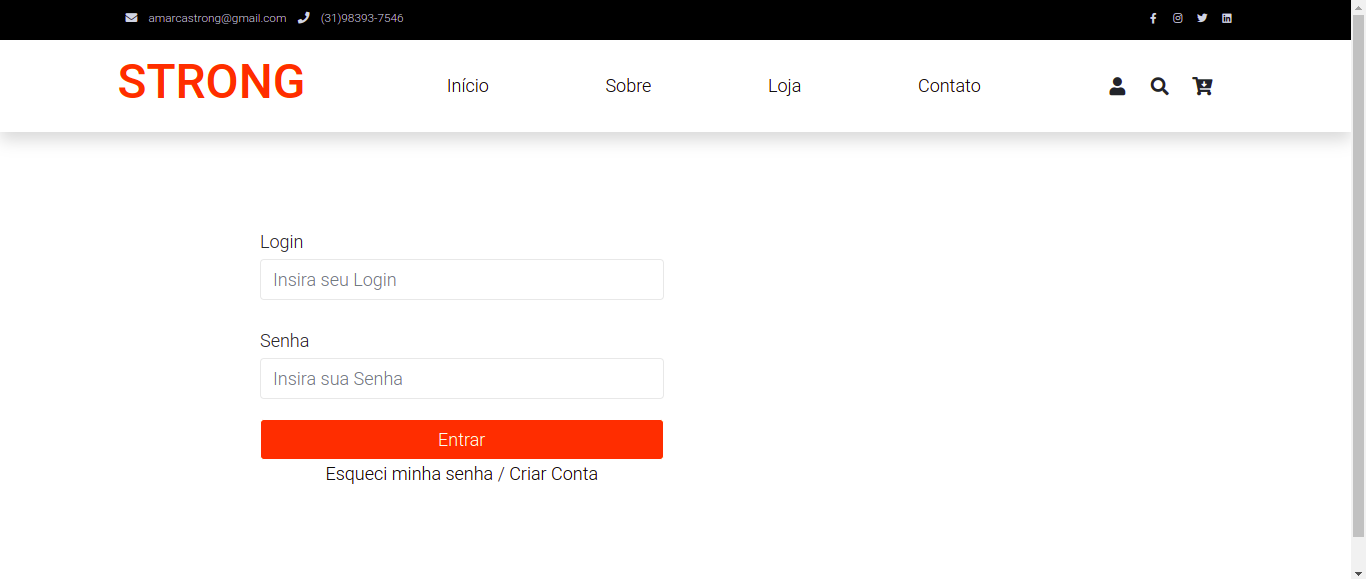 amarcastrong@gmail.com (31)98393-7546
STRONG Início Sobre Loja Contato
Login
Insira seu Login
Senha
Insira sua Senha
Entrar
Esqueci minha senha / Criar Conta